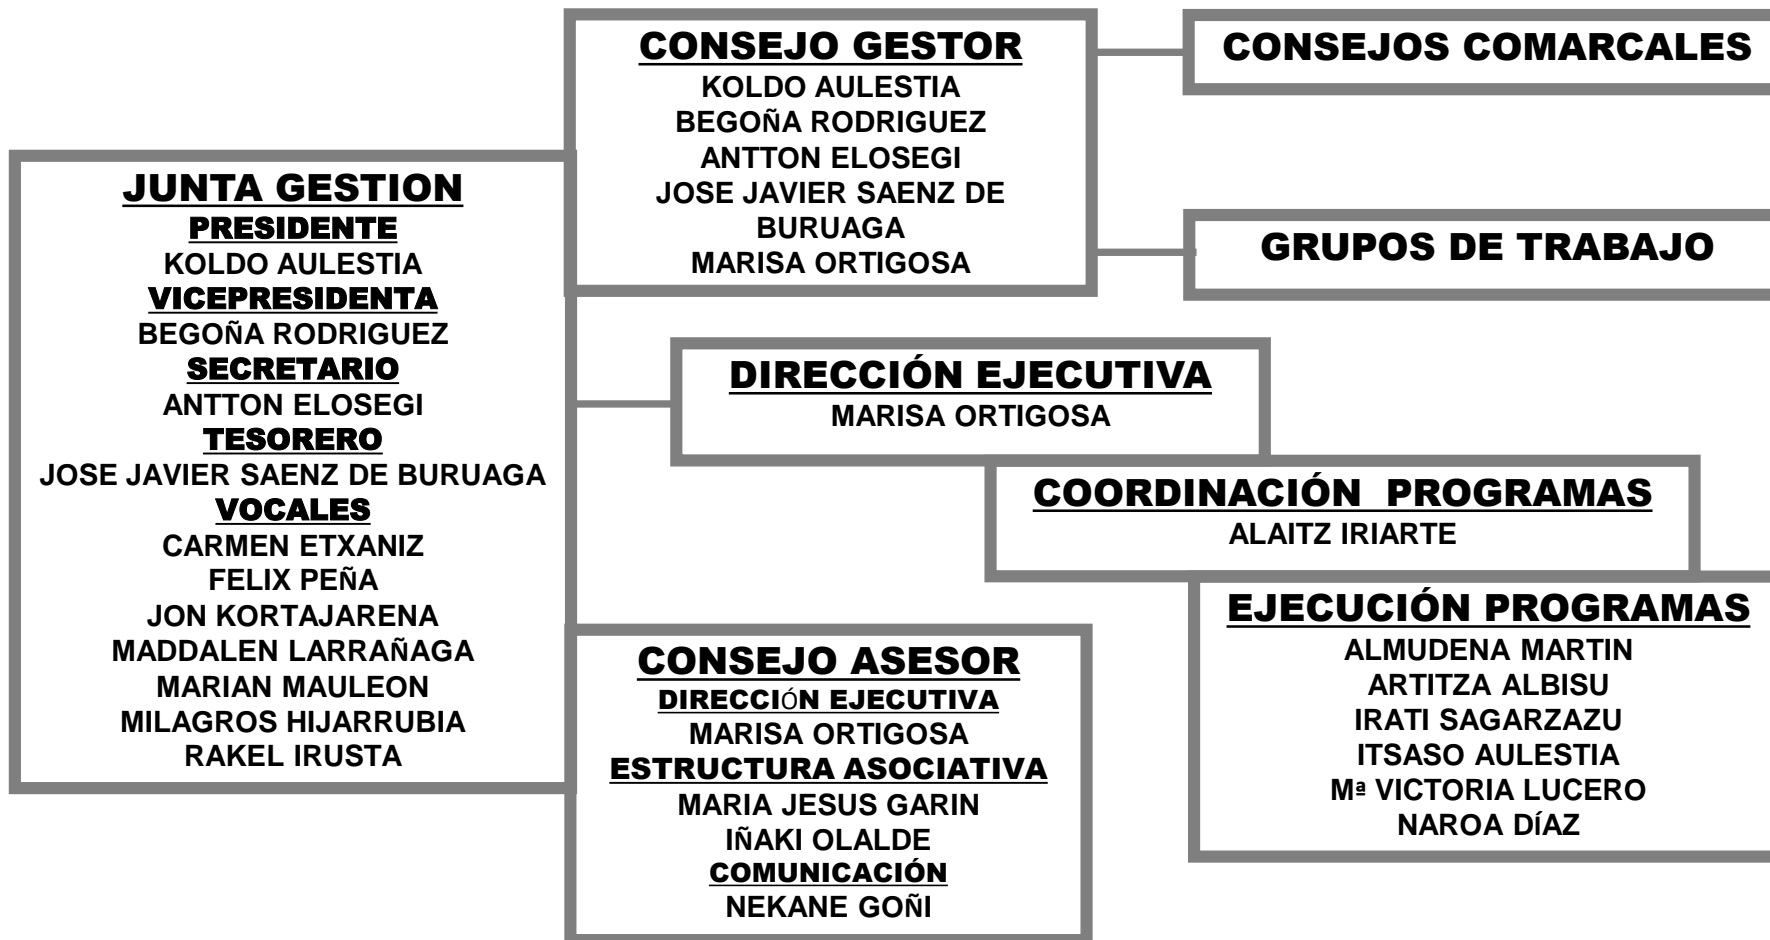 CONSEJO GESTOR
KOLDO AULESTIA
BEGOÑA RODRIGUEZ
ANTTON ELOSEGI
JOSE JAVIER SAENZ DE
BURUAGA
MARISA ORTIGOSA
CONSEJOS COMARCALES
GRUPOS DE TRABAJO
JUNTA GESTION
PRESIDENTE
KOLDO AULESTIA
VICEPRESIDENTA
BEGOÑA RODRIGUEZ
SECRETARIO
ANTTON ELOSEGI
TESORERO
JOSE JAVIER SAENZ DE BURUAGA
VOCALES
CARMEN ETXANIZ
FELIX PEÑA
JON KORTAJARENA
MADDALEN LARRAÑAGA
MARIAN MAULEON
MILAGROS HIJARRUBIA
RAKEL IRUSTA
DIRECCIÓN EJECUTIVA
MARISA ORTIGOSA
COORDINACIÓN PROGRAMAS
ALAITZ IRIARTE
EJECUCIÓN PROGRAMAS
ALMUDENA MARTIN
ARTITZA ALBISU
IRATI SAGARZAZU
ITSASO AULESTIA
Mª VICTORIA LUCERO
NAROA DÍAZ
CONSEJO ASESOR
DIRECCIÓN EJECUTIVA
MARISA ORTIGOSA
ESTRUCTURA ASOCIATIVA
MARIA JESUS GARIN
IÑAKI OLALDE
COMUNICACIÓN
NEKANE GOÑI